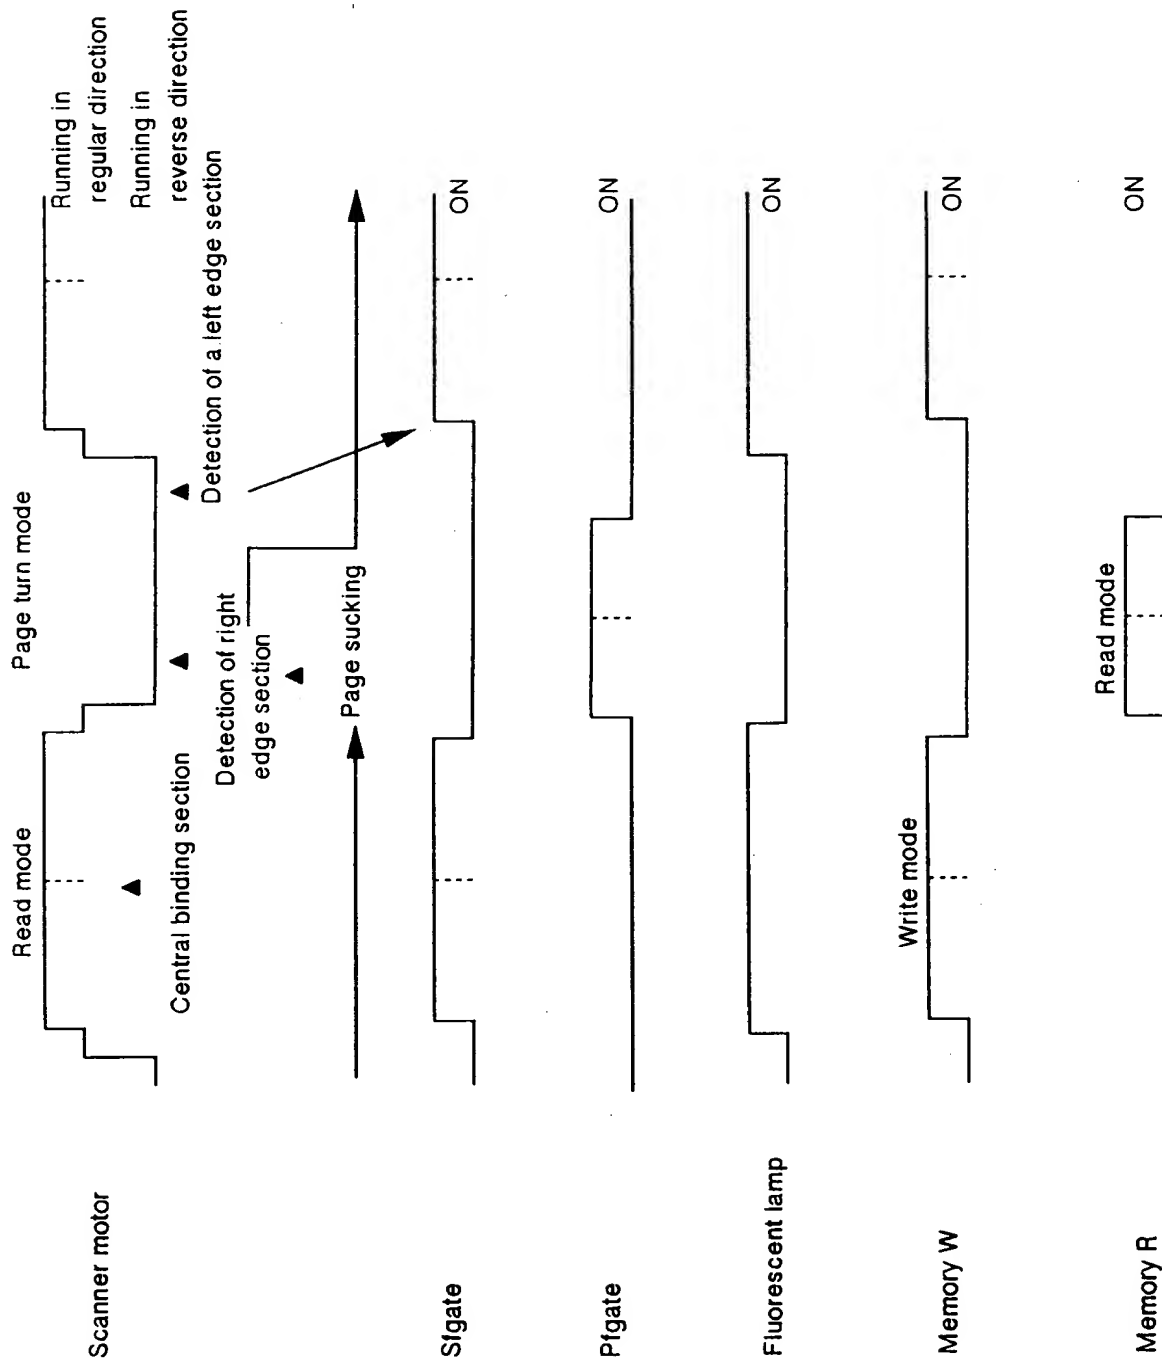 Read mode
Page turn mode
Running in
regular direction
Running in
reverse direction
Scanner motor
Central binding section
Detection of a left edge section
Detection of right
edge section
Page sucking
Sfgate
ON
Pfgate
ON
Fluorescent lamp
ON
Memory W
Write mode
ON
Memory R
Read mode
ON